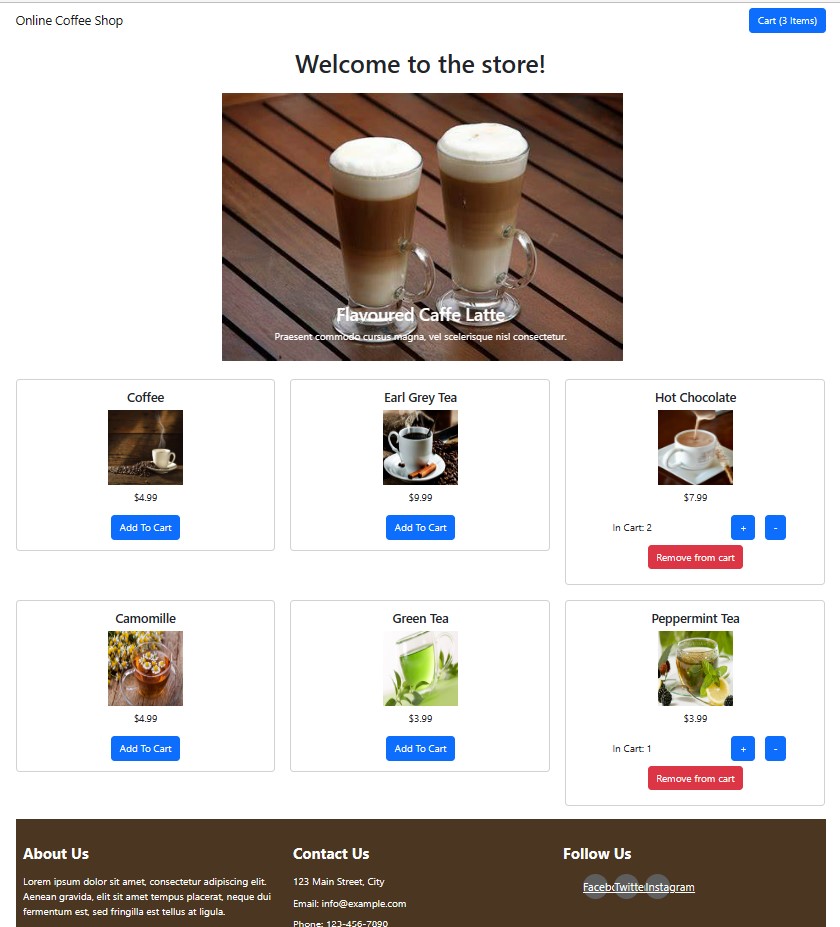 Online Coffee Shop
Cart (3 Items)
Welcome to the store!
Flavoured Caffe Latte
Praesent commodo cursus magna, vel scelerisque nisl consectetur.
Coffee
$4.99
Add To Cart
Earl Grey Tea
$9.99
Add To Cart
Hot Chocolate
$7.99
In Cart: 2
+
-
Remove from cart
Camomille
$4.99
Add To Cart
Green Tea
$3.99
Add To Cart
Peppermint Tea
$3.99
In Cart: 1
+
-
Remove from cart
About Us
Lorem ipsum dolor sit amet, consectetur adipiscing elit.
Aenean gravida, elit sit amet tempus placerat, neque dui
fermentum est, sed fringilla est tellus at ligula.
Contact Us
123 Main Street, City
Email: info@example.com
Phone: 123-456-7890
Follow Us
Facebo
Twitte
Instagram